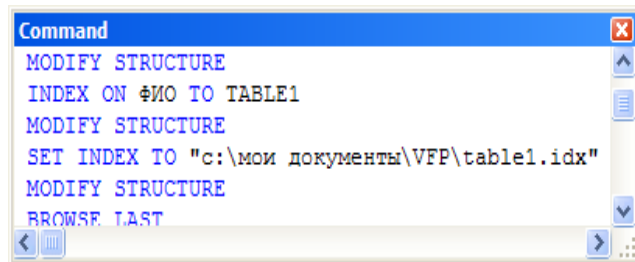 Command
MODIFY STRUCTURE
INDEX ON ФИО TO TABLE1
MODIFY STRUCTURE
SET INDEX TO "c:\мои документы\VFP\table1.idx"
MODIFY STRUCTURE
BROWSE LAST